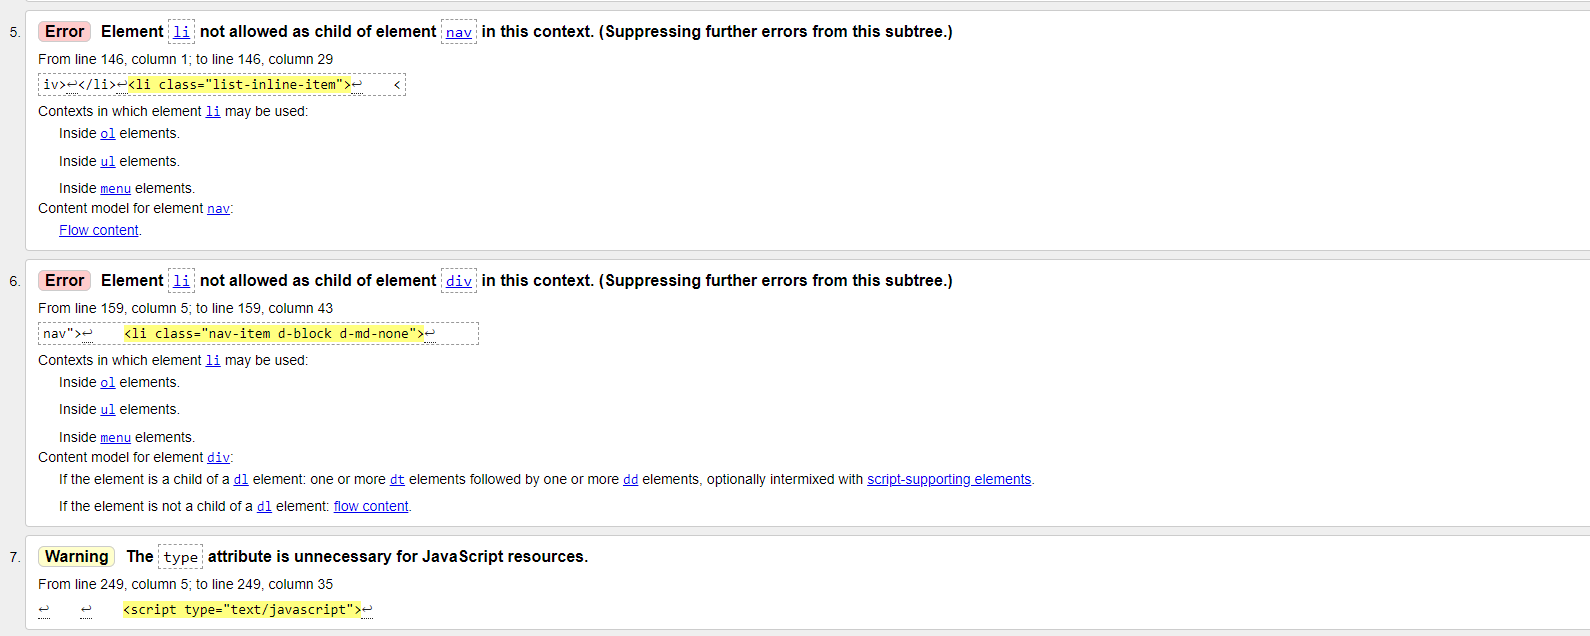 5. Error Element li not allowed as child of element nav in this context. (Suppressing further errors from this subtree.)
From line 146, column 1; to line 146, column 29
iv>↩</li>↩<li class="list-inline-item">↩    <
Contexts in which element li may be used:
Inside ol elements.
Inside ul elements.
Inside menu elements.
Content model for element nav:
Flow content.
6. Error Element li not allowed as child of element div in this context. (Suppressing further errors from this subtree.)
From line 159, column 5; to line 159, column 43
nav">↩    <li class="nav-item d-block d-md-none">↩
Contexts in which element li may be used:
Inside ol elements.
Inside ul elements.
Inside menu elements.
Content model for element div:
If the element is a child of a dl element: one or more dt elements followed by one or more dd elements, optionally intermixed with script-supporting elements.
If the element is not a child of a dl element: flow content.
7. Warning The type attribute is unnecessary for JavaScript resources.
From line 249, column 5; to line 249, column 35
↩    ↩    <script type="text/javascript">↩